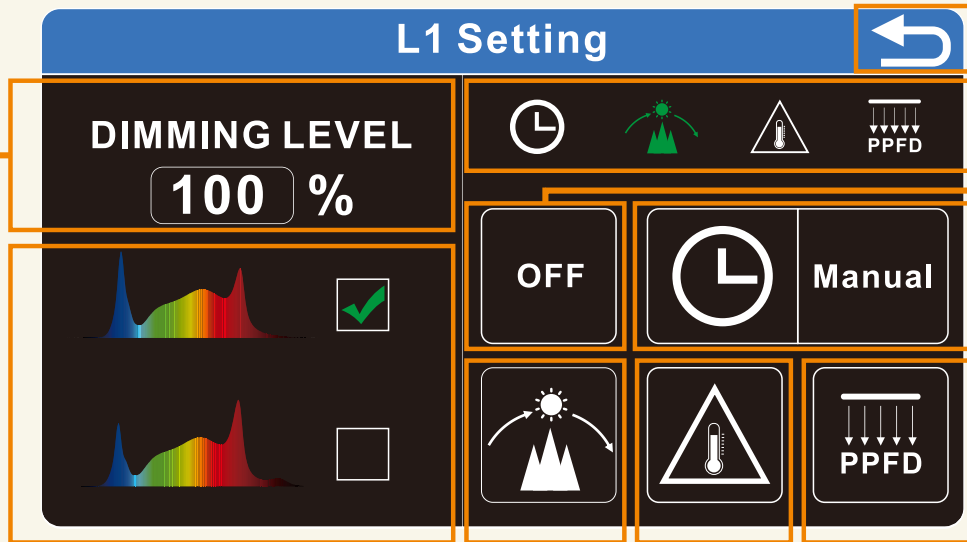 L1 Setting
DIMMING LEVEL
100 %
PPFD
OFF
Manual
PPFD